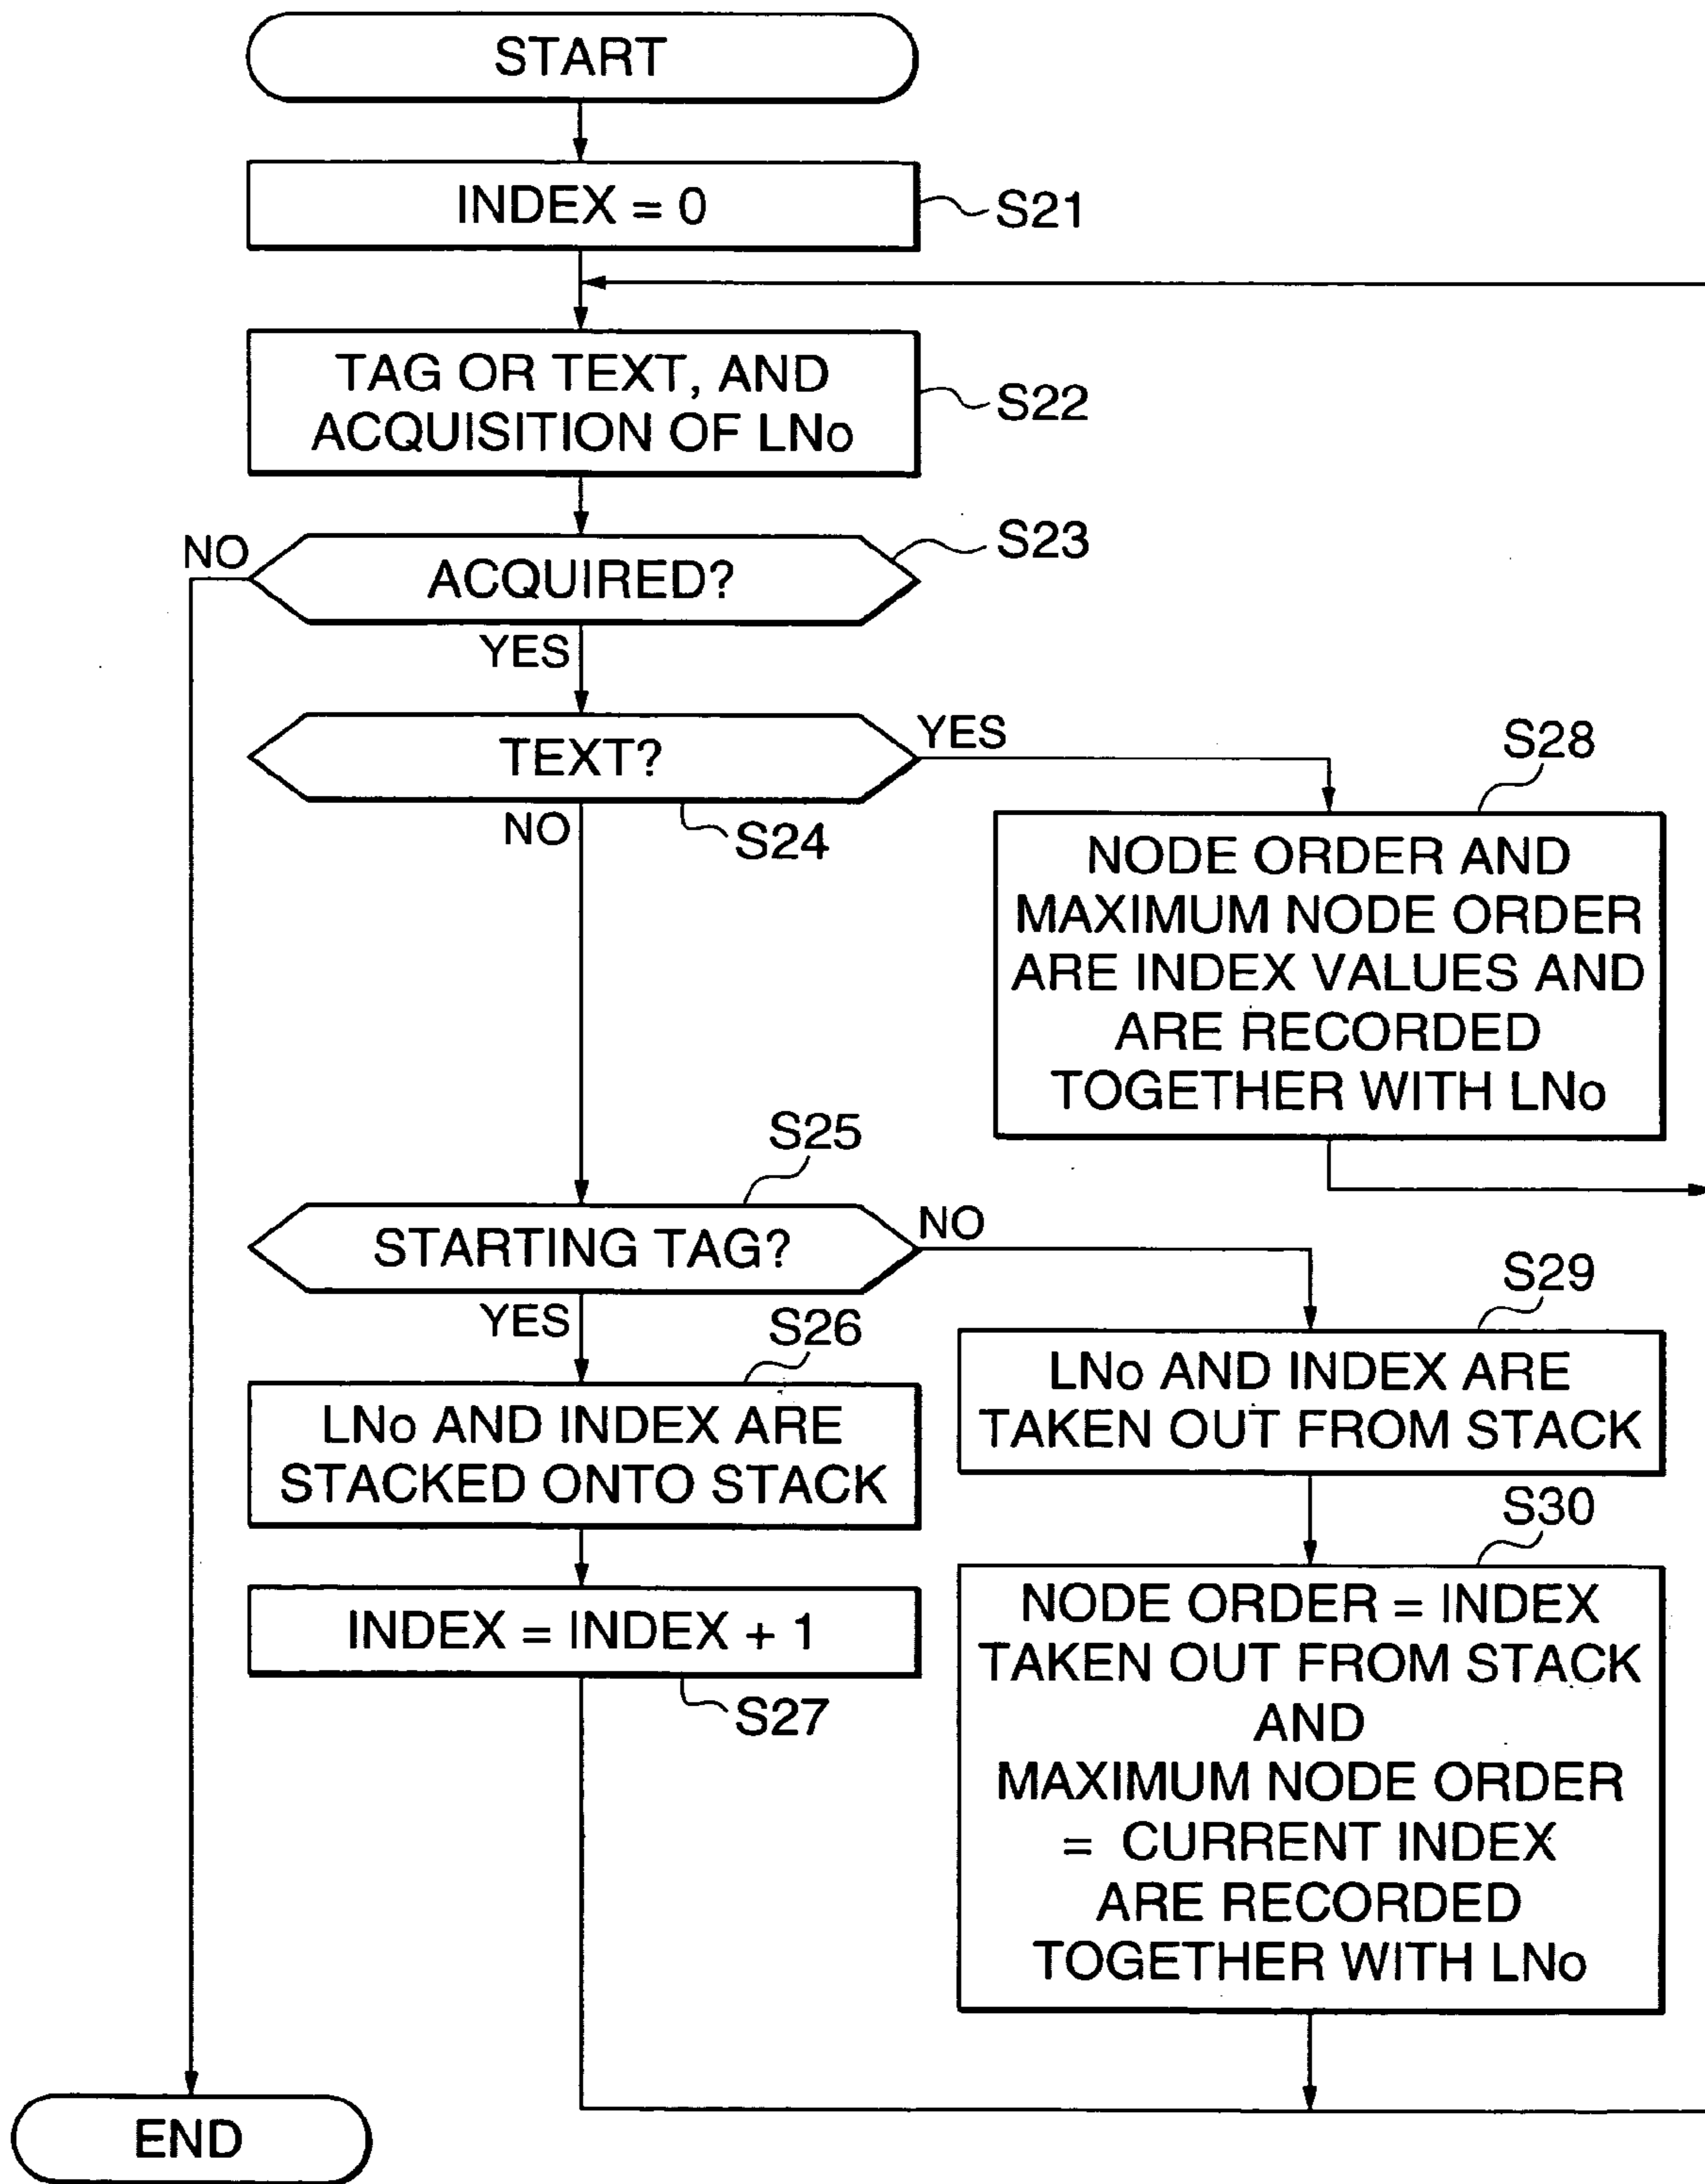 START
INDEX = 0
S21
TAG OR TEXT, AND
ACQUISITION OF LNo
S22
ACQUIRED?
S23
NO
YES
TEXT?
YES
S24
NO
S28
NODE ORDER AND
MAXIMUM NODE ORDER
ARE INDEX VALUES AND
ARE RECORDED
TOGETHER WITH LNo
S25
STARTING TAG?
NO
YES
S26
LNo AND INDEX ARE
STACKED ONTO STACK
INDEX = INDEX + 1
S27
S29
LNo AND INDEX ARE
TAKEN OUT FROM STACK
S30
NODE ORDER = INDEX
TAKEN OUT FROM STACK
AND
MAXIMUM NODE ORDER
= CURRENT INDEX
ARE RECORDED
TOGETHER WITH LNo
END